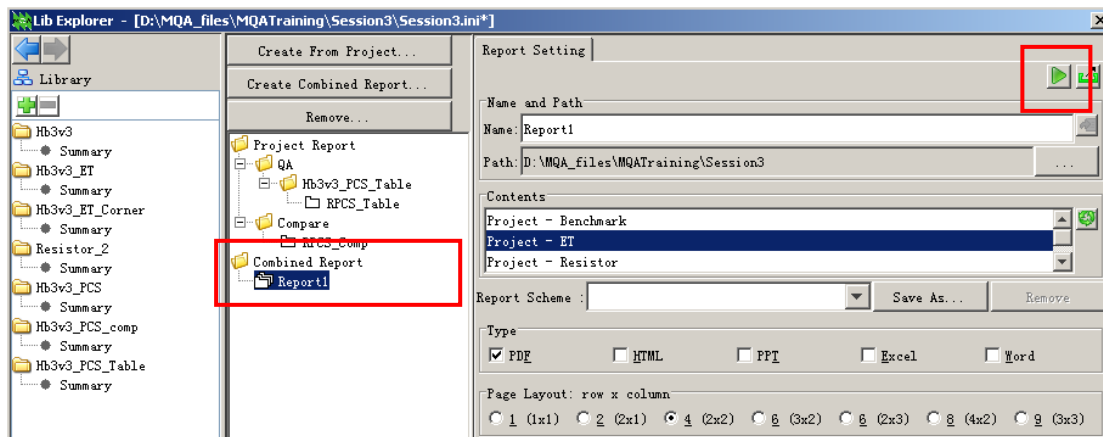 Lib Explorer - [D:\MQA_files\MQATraining\Session3\Session3.ini*]
Library
Hb3v3
Summary
Hb3v3_ET
Summary
Hb3v3_ET_Corner
Summary
Resistor_2
Summary
Hb3v3_PCS
Summary
Hb3v3_PCS_comp
Summary
Hb3v3_PCS_Table
Summary
Create From Project...
Create Combined Report...
Remove...
Project Report
QA
Hb3v3_PCS_Table
RPCS_Table
Compare
RPCS_Comp
Combined Report
Report1
Report Setting
Name and Path
Name: Report1
Path: D:\MQA_files\MQATraining\Session3
...
Contents
Project - Benchmark
Project - ET
Project - Resistor
Report Scheme : Save As... Remove
Type
PDF HTML PPT Excel Word
Page Layout: row x column
1 (1x1) 2 (2x1) 4 (2x2) 6 (3x2) 6 (2x3) 8 (4x2) 9 (3x3)